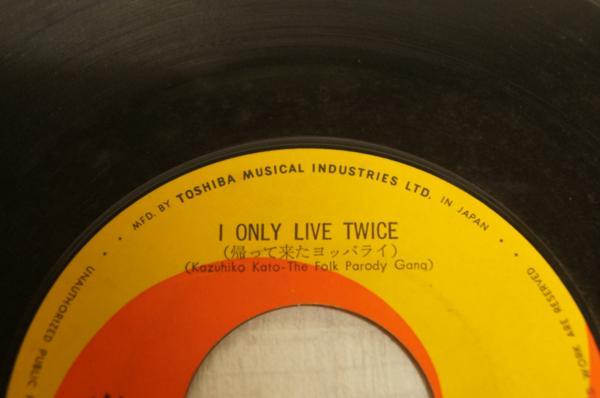 MFD. BY TOSHIBA MUSICAL INDUSTRIES LTD. IN JAPAN
I ONLY LIVE TWICE
(帰って来たヨッパライ)
(Kazuhiko Kato-The Folk Parody Gang)
UNAUTHORIZED PUBLIC
WORK ARE RESERVED